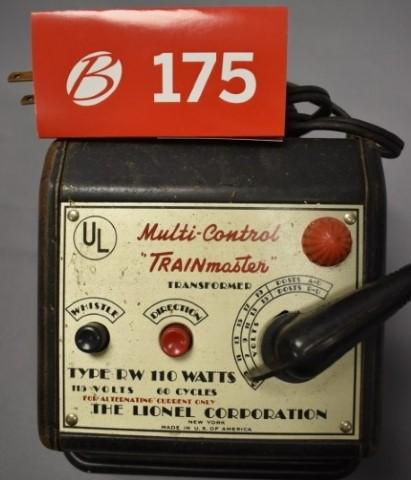 B 175
UL
Multi-Control
"TRAINmaster"
TRANSFORMER
POSTS A-U
WHISTLE
DIRECTION
VOLTS
TYPE RW 110 WATTS
115 VOLTS 60 CYCLES
FOR ALTERNATING CURRENT ONLY
THE LIONEL CORPORATION
NEW YORK
MADE IN U.S. OF AMERICA